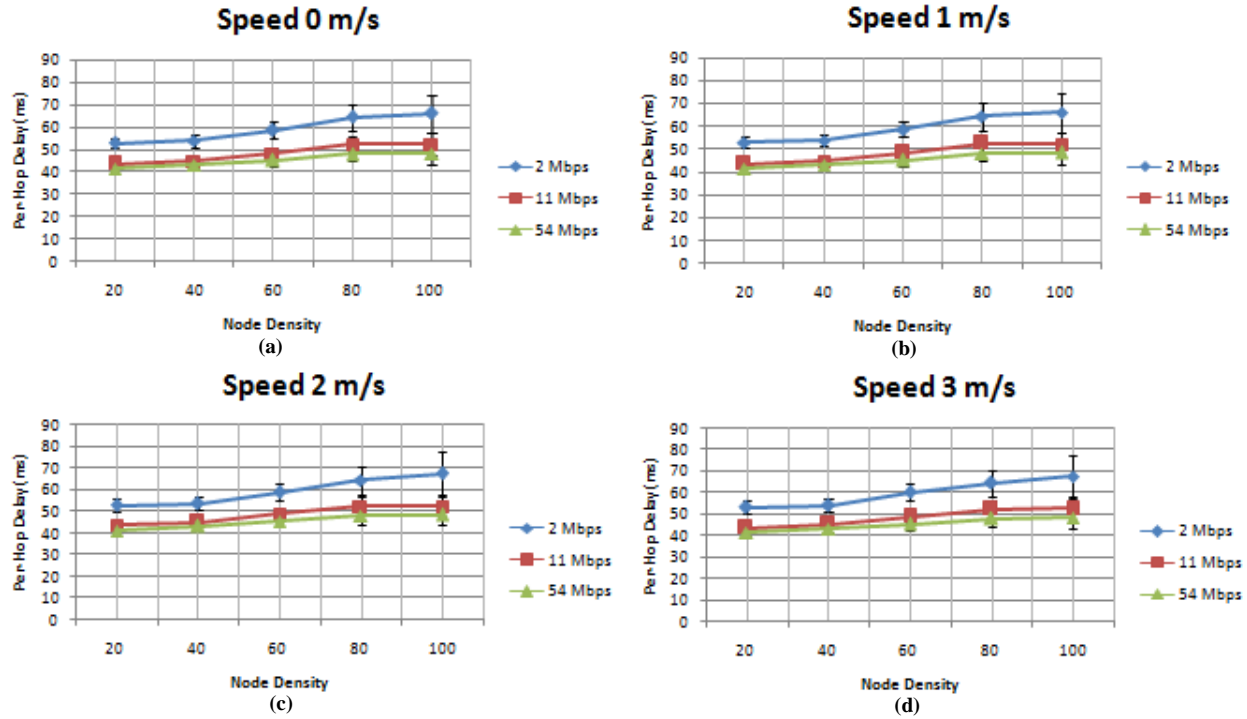 Speed 0 m/s
Per-Hop Delay (ms)
90
80
70
60
50
40
30
20
10
0
20 40 60 80 100
Node Density
2 Mbps
11 Mbps
54 Mbps
(a)
Speed 1 m/s
Per-Hop Delay (ms)
90
80
70
60
50
40
30
20
10
0
20 40 60 80 100
Node Density
2 Mbps
11 Mbps
54 Mbps
(b)
Speed 2 m/s
Per-Hop Delay (ms)
90
80
70
60
50
40
30
20
10
0
20 40 60 80 100
Node Density
2 Mbps
11 Mbps
54 Mbps
(c)
Speed 3 m/s
Per-Hop Delay (ms)
90
80
70
60
50
40
30
20
10
0
20 40 60 80 100
Node Density
2 Mbps
11 Mbps
54 Mbps
(d)